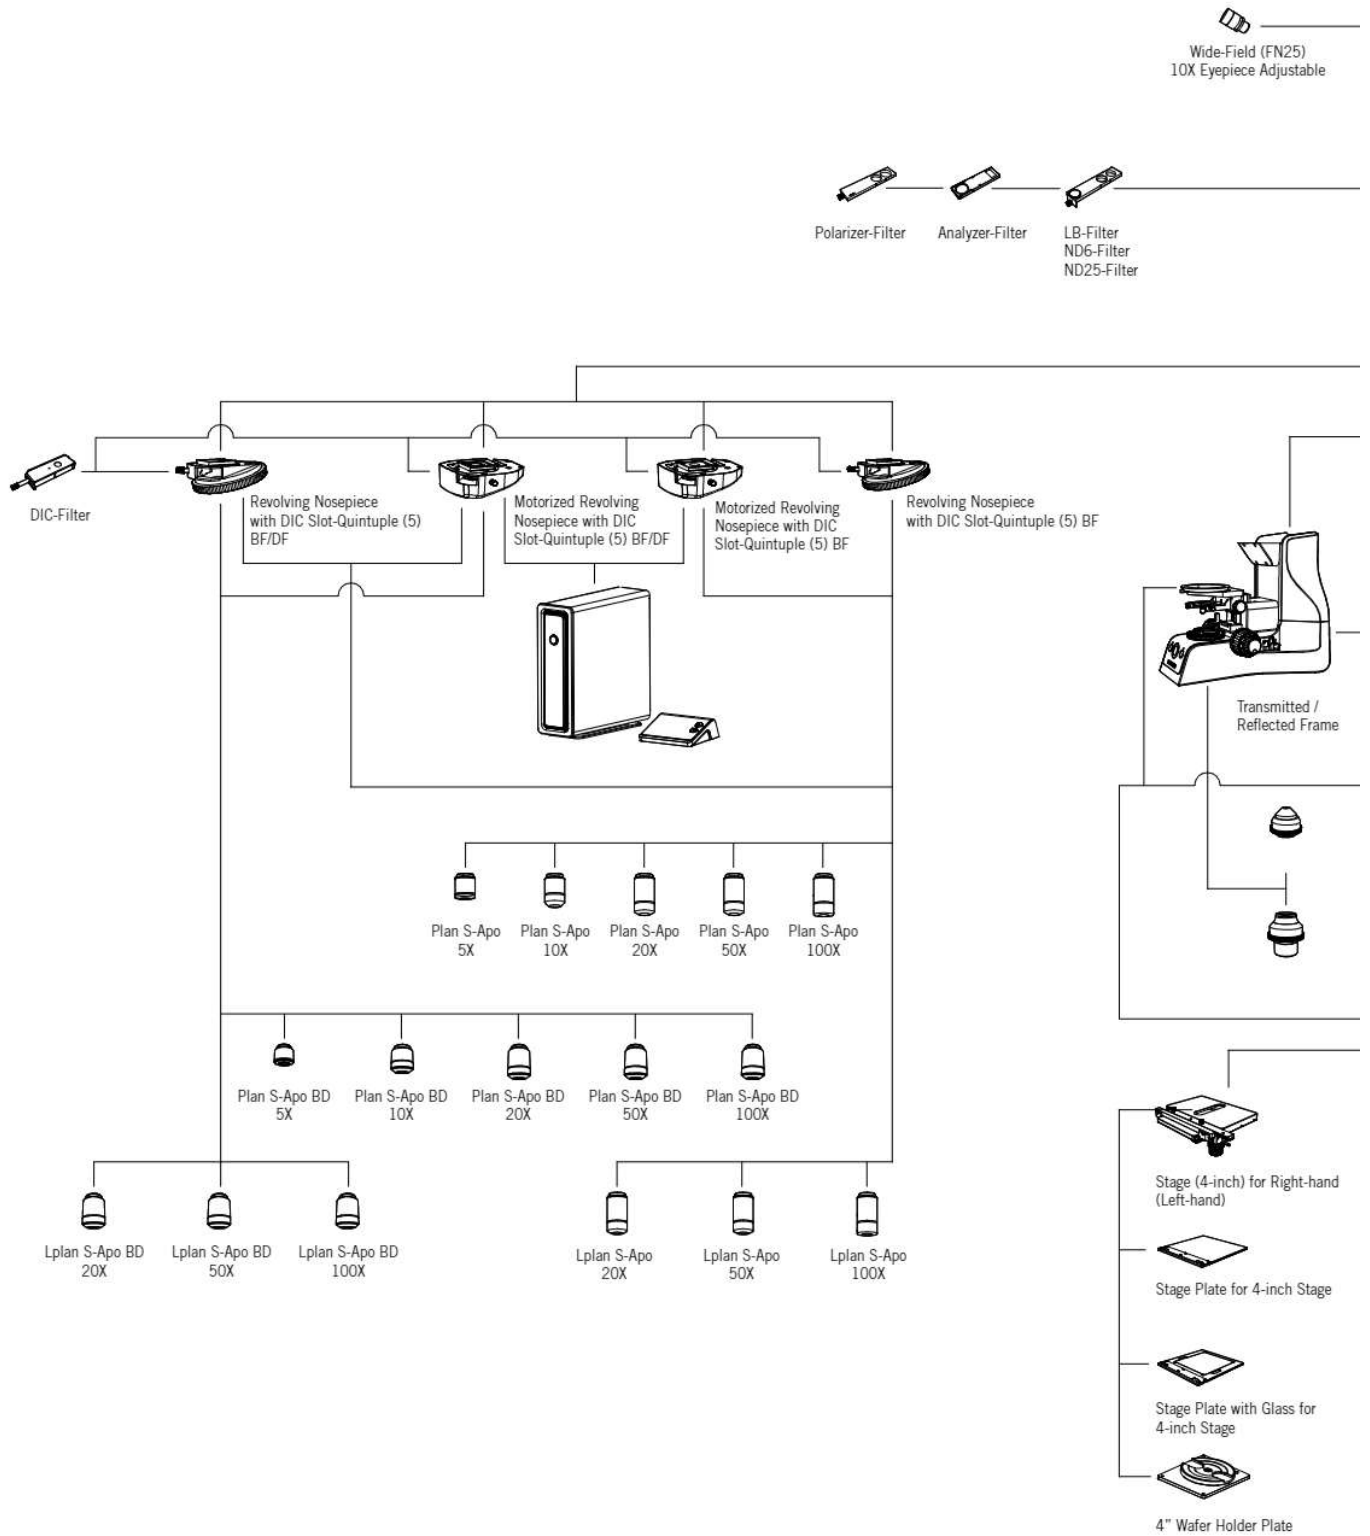 Wide-Field (FN25)
10X Eyepiece Adjustable
Polarizer-Filter
Analyzer-Filter
LB-Filter
ND6-Filter
ND25-Filter
DIC-Filter
Revolving Nosepiece
with DIC Slot-Quintuple (5)
BF/DF
Motorized Revolving
Nosepiece with DIC
Slot-Quintuple (5) BF/DF
Motorized Revolving
Nosepiece with DIC
Slot-Quintuple (5) BF
Revolving Nosepiece
with DIC Slot-Quintuple (5) BF
Transmitted /
Reflected Frame
Plan S-Apo
5X
Plan S-Apo
10X
Plan S-Apo
20X
Plan S-Apo
50X
Plan S-Apo
100X
Plan S-Apo BD
5X
Plan S-Apo BD
10X
Plan S-Apo BD
20X
Plan S-Apo BD
50X
Plan S-Apo BD
100X
Lplan S-Apo BD
20X
Lplan S-Apo BD
50X
Lplan S-Apo BD
100X
Lplan S-Apo
20X
Lplan S-Apo
50X
Lplan S-Apo
100X
Stage (4-inch) for Right-hand
(Left-hand)
Stage Plate for 4-inch Stage
Stage Plate with Glass for
4-inch Stage
4” Wafer Holder Plate